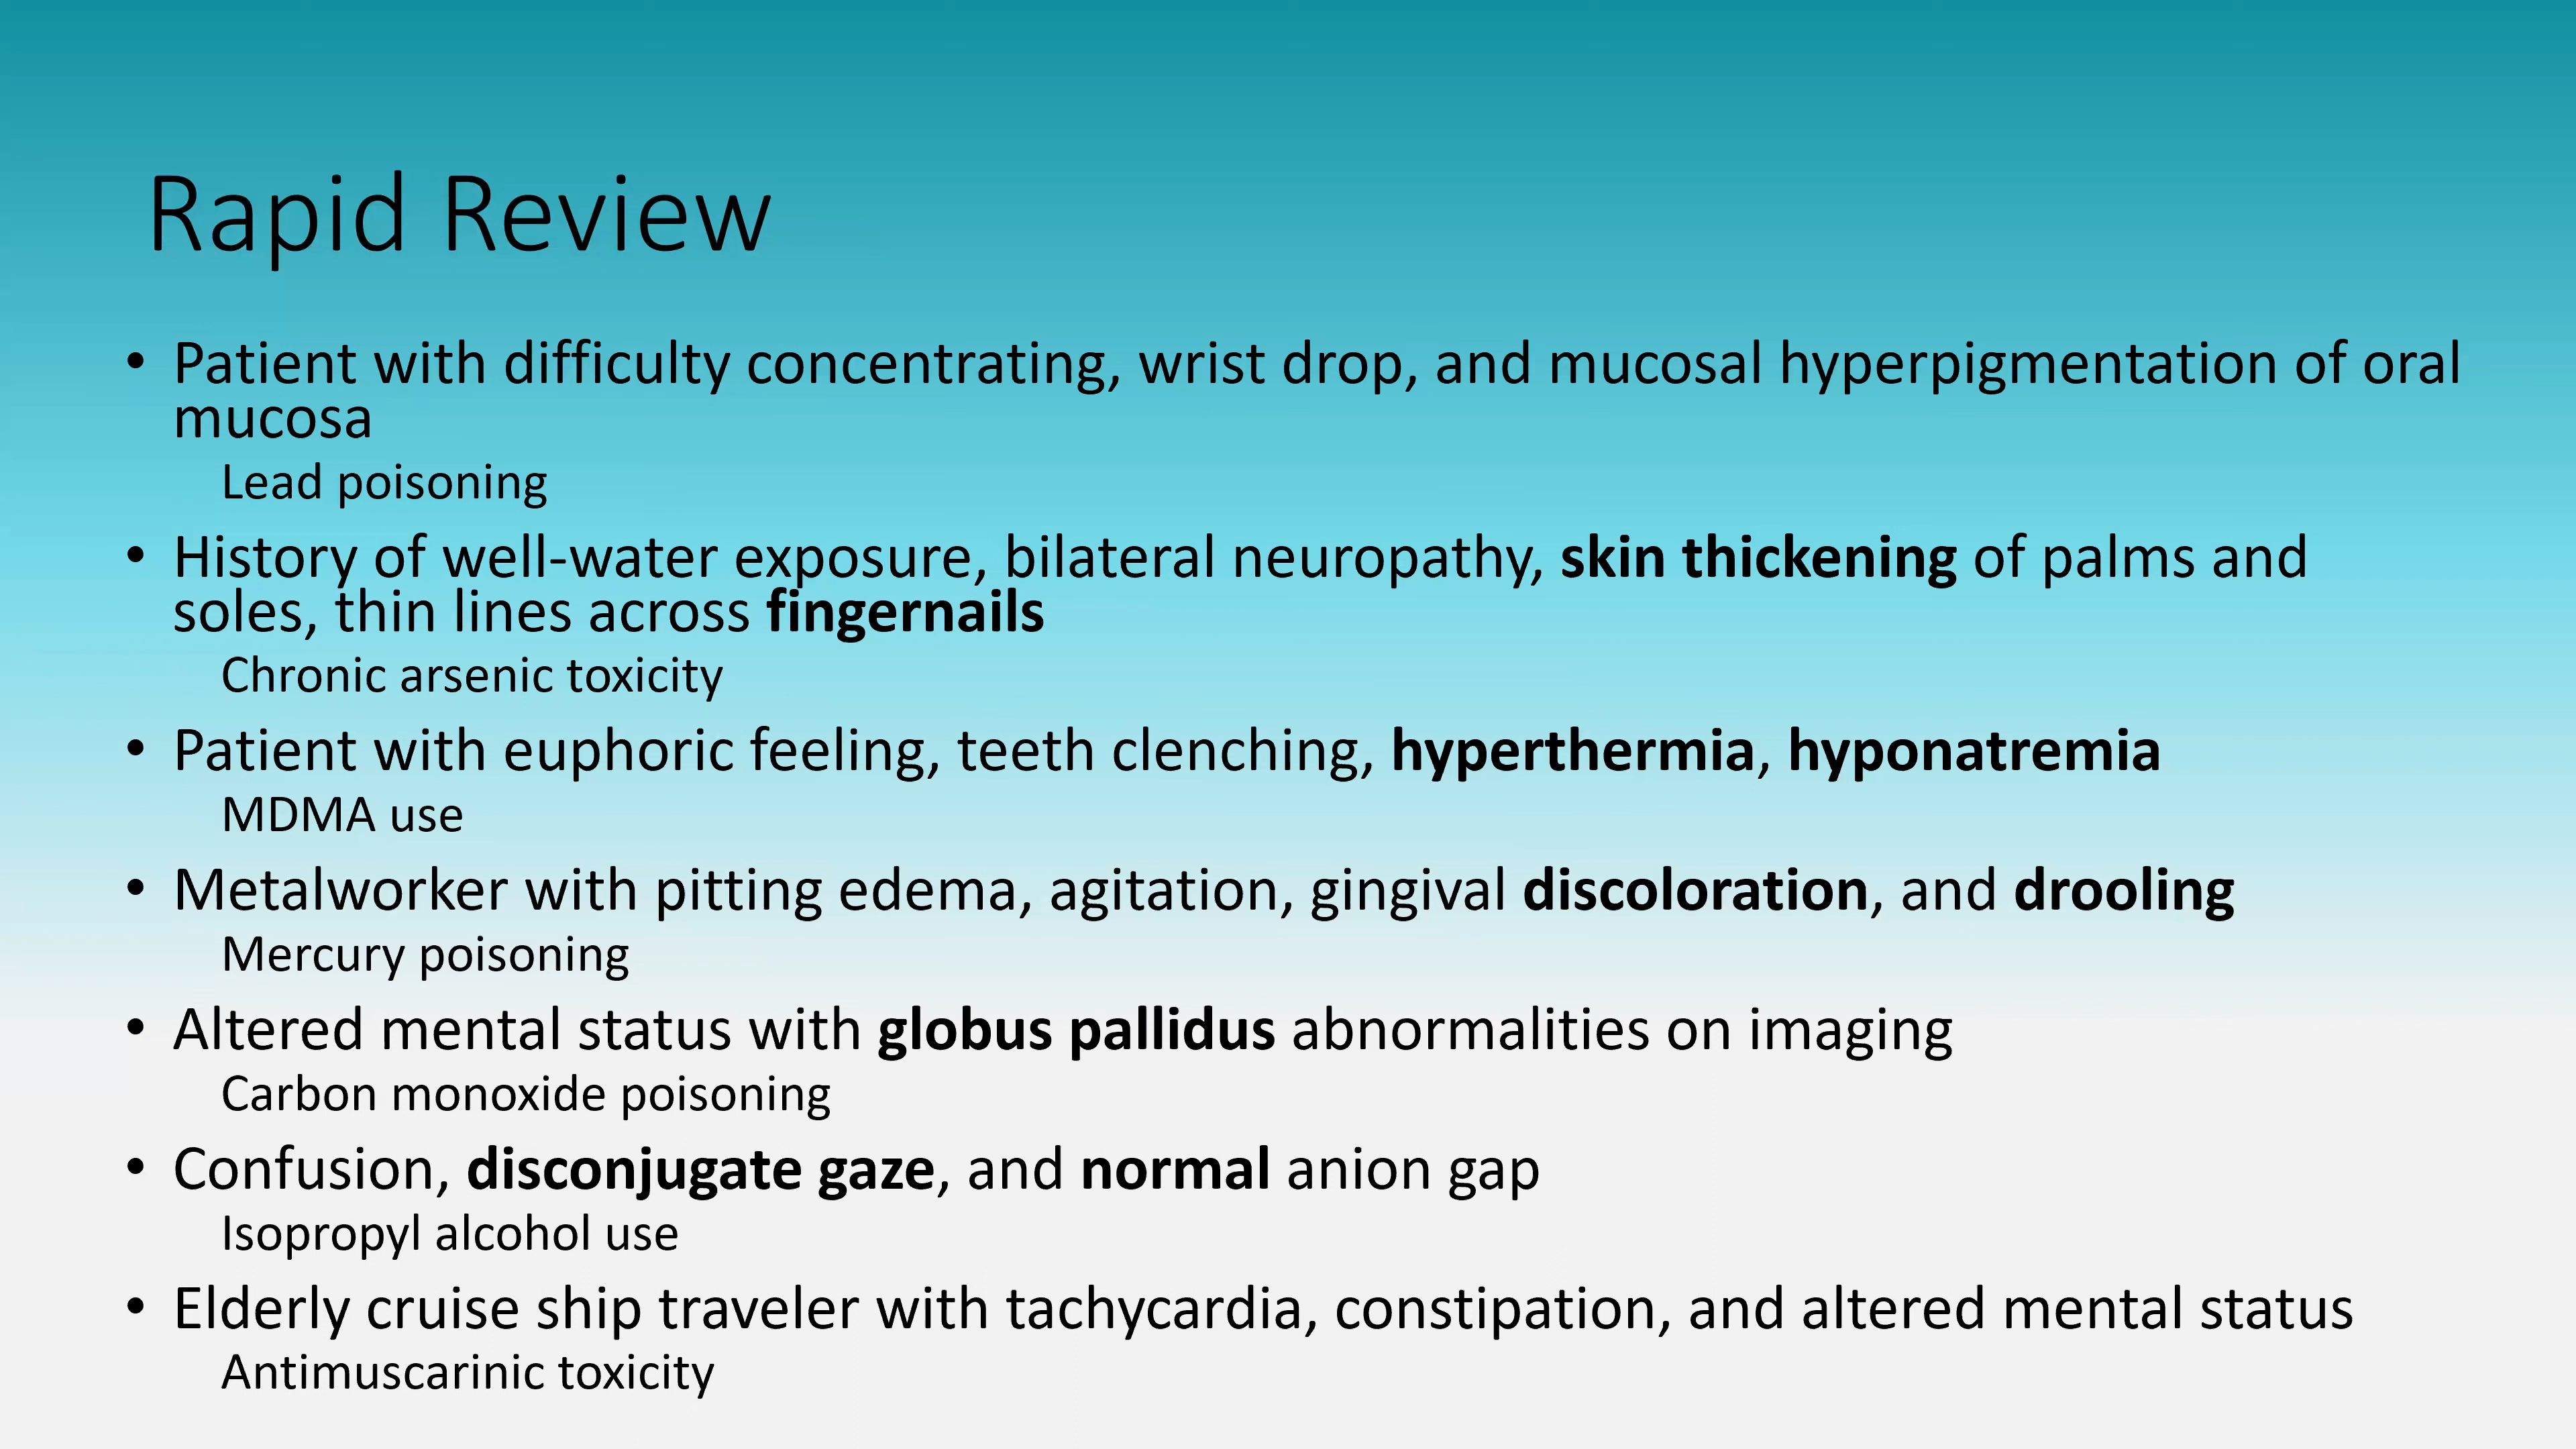 Rapid Review
• Patient with difficulty concentrating, wrist drop, and mucosal hyperpigmentation of oral
mucosa
Lead poisoning
• History of well-water exposure, bilateral neuropathy, skin thickening of palms and
soles, thin lines across fingernails
Chronic arsenic toxicity
• Patient with euphoric feeling, teeth clenching, hyperthermia, hyponatremia
MDMA use
• Metalworker with pitting edema, agitation, gingival discoloration, and drooling
Mercury poisoning
• Altered mental status with globus pallidus abnormalities on imaging
Carbon monoxide poisoning
• Confusion, disconjugate gaze, and normal anion gap
Isopropyl alcohol use
• Elderly cruise ship traveler with tachycardia, constipation, and altered mental status
Antimuscarinic toxicity